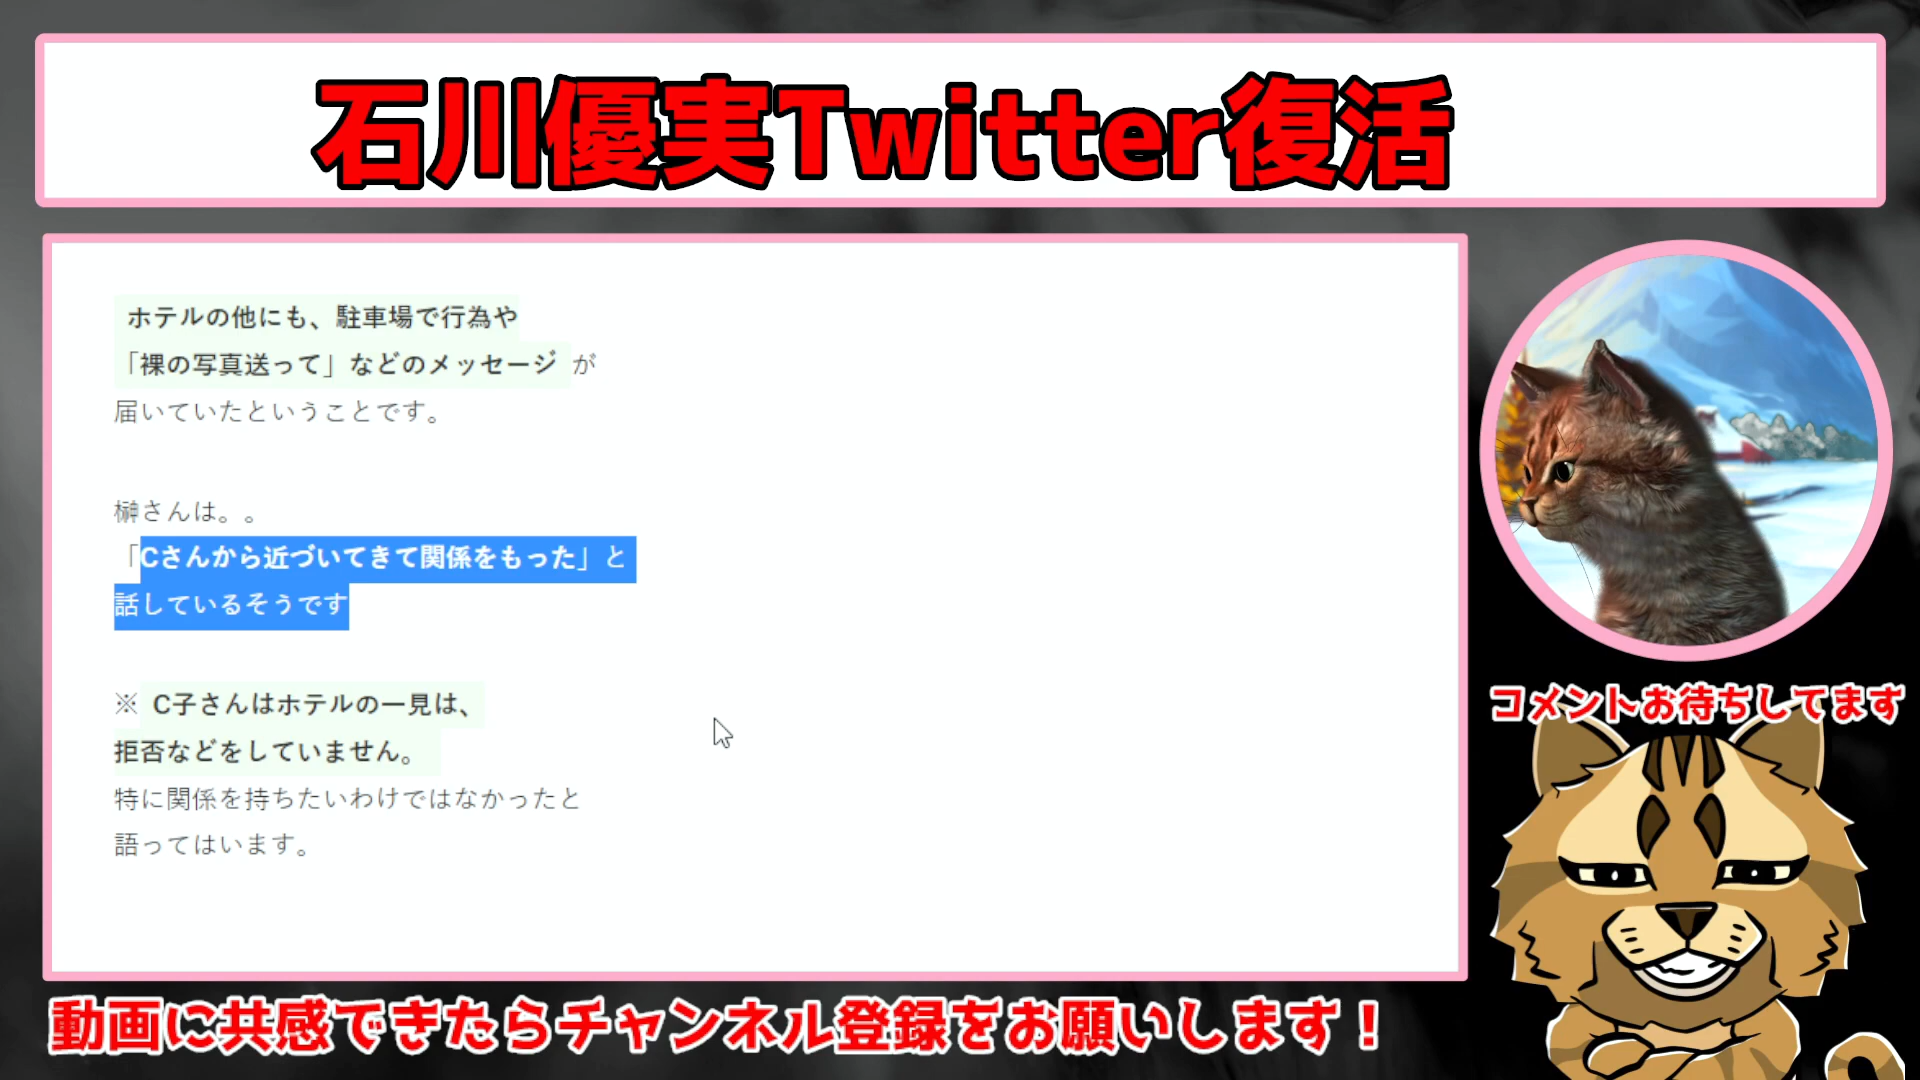 石川優実Twitter復活
ホテルの他にも、駐車場で行為や
「裸の写真送って」などのメッセージ が
届いていたということです。
榊さんは。。
「Cさんから近づいてきて関係をもった」と
話しているそうです
※ C子さんはホテルの一見は、
拒否などをしていません。
特に関係を持ちたいわけではなかったと
語ってはいます。
コメントお待ちしてます
動画に共感できたらチャンネル登録をお願いします！